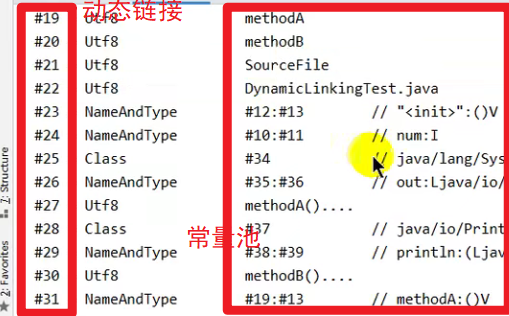 动态链接
#19 Utf8 methodA
#20 Utf8 methodB
#21 Utf8 SourceFile
#22 Utf8 DynamicLinkingTest.java
#23 NameAndType #12:#13 // "<init>":()V
#24 NameAndType #10:#11 // num:I
#25 Class #34 // java/lang/Sys
#26 NameAndType #35:#36 // out:Ljava/io/
#27 Utf8 methodA()....
#28 Class #37 // java/io/Print
常量池
#29 NameAndType #38:#39 // println:(Ljav
#30 Utf8 methodB()....
#31 NameAndType #19:#13 // methodA:()V
7: Structure
2: Favorites